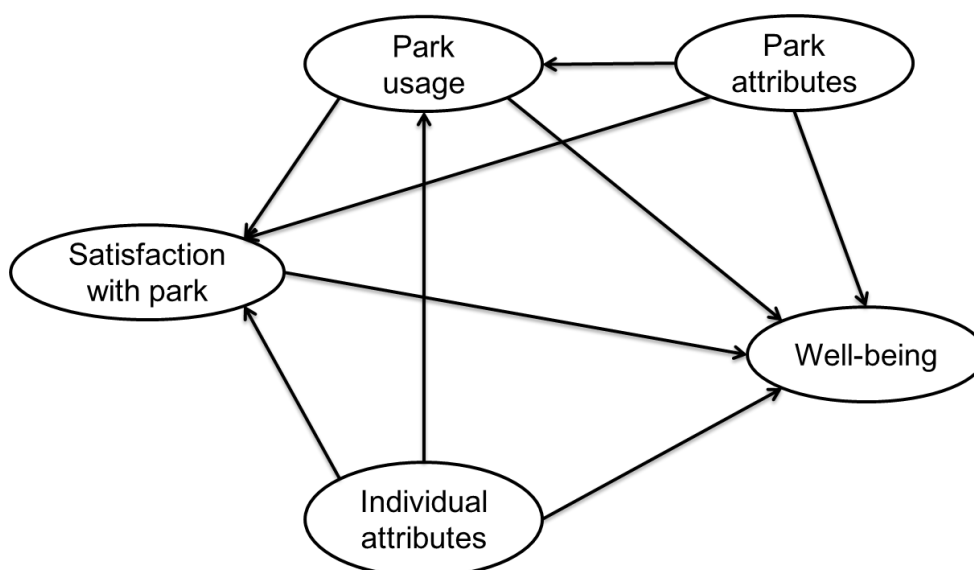 Park
usage
Park
attributes
Satisfaction
with park
Well-being
Individual
attributes